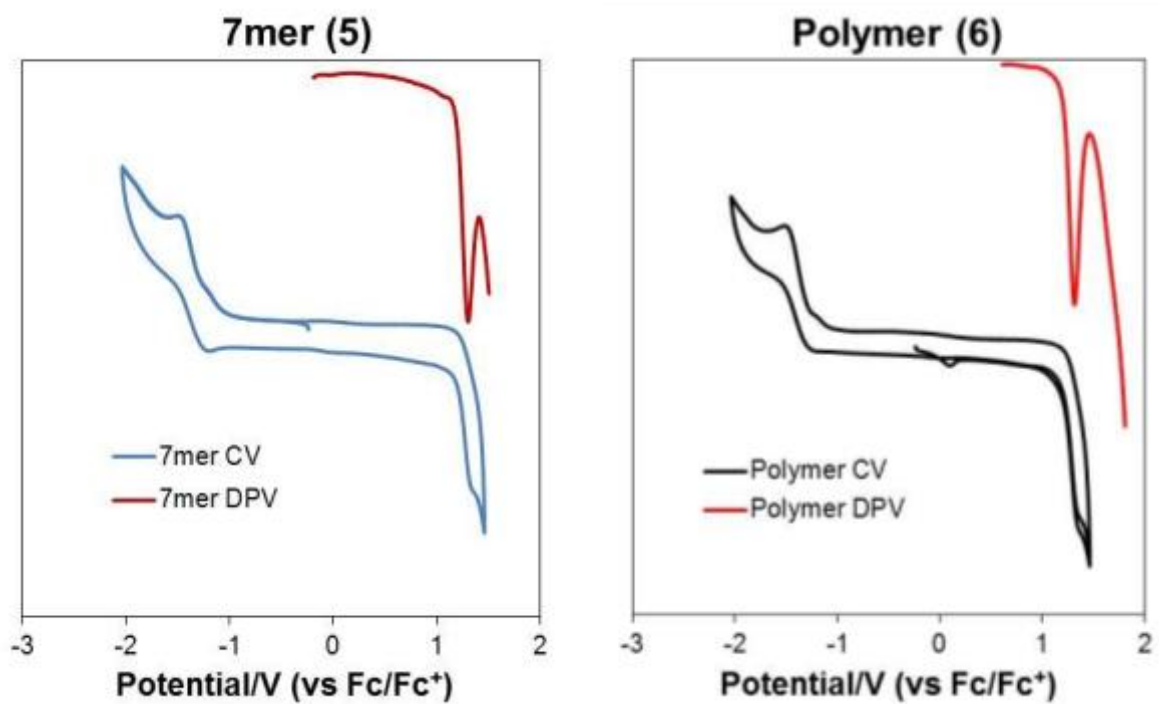 7mer (5)
7mer CV
7mer DPV
-3 -2 -1 0 1 2
Potential/V (vs Fc/Fc⁺)
Polymer (6)
Polymer CV
Polymer DPV
-3 -2 -1 0 1 2
Potential/V (vs Fc/Fc⁺)